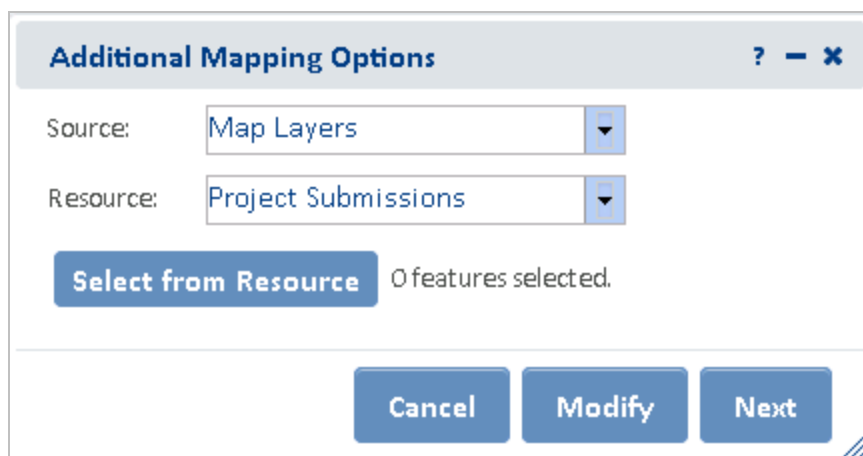 Additional Mapping Options ? – ×
Source: Map Layers
Resource: Project Submissions
Select from Resource 0 features selected.
Cancel Modify Next